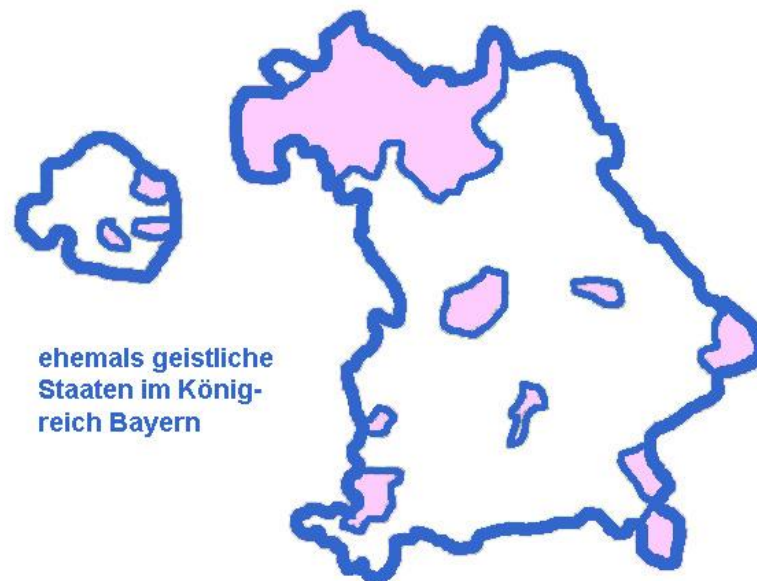 ehemals geistliche
Staaten im König-
reich Bayern